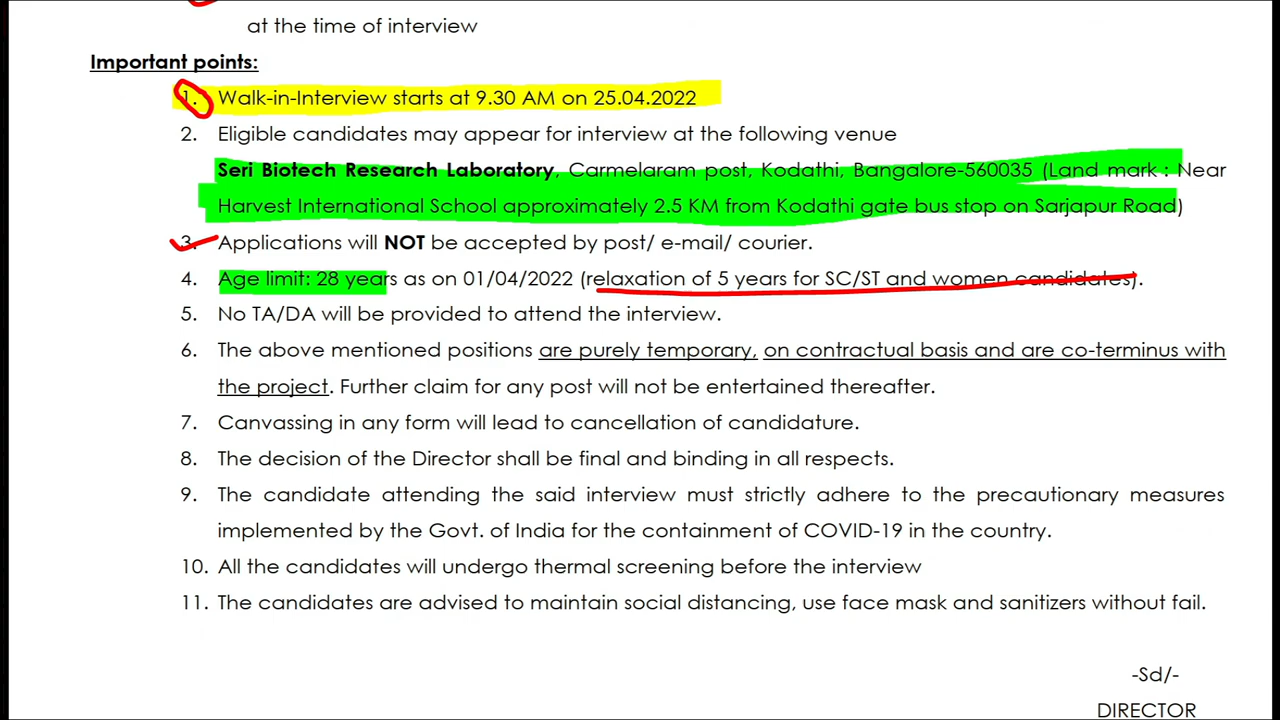 at the time of interview
Important points:
1. Walk-in-Interview starts at 9.30 AM on 25.04.2022
2. Eligible candidates may appear for interview at the following venue
Seri Biotech Research Laboratory, Carmelaram post, Kodathi, Bangalore-560035 (Land mark : Near
Harvest International School approximately 2.5 KM from Kodathi gate bus stop on Sarjapur Road)
3. Applications will NOT be accepted by post/ e-mail/ courier.
4. Age limit: 28 years as on 01/04/2022 (relaxation of 5 years for SC/ST and women candidates).
5. No TA/DA will be provided to attend the interview.
6. The above mentioned positions are purely temporary, on contractual basis and are co-terminus with
the project. Further claim for any post will not be entertained thereafter.
7. Canvassing in any form will lead to cancellation of candidature.
8. The decision of the Director shall be final and binding in all respects.
9. The candidate attending the said interview must strictly adhere to the precautionary measures
implemented by the Govt. of India for the containment of COVID-19 in the country.
10. All the candidates will undergo thermal screening before the interview
11. The candidates are advised to maintain social distancing, use face mask and sanitizers without fail.
-Sd/-
DIRECTOR